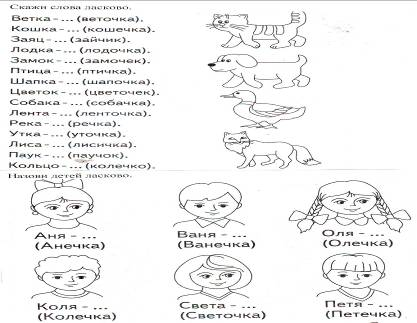 Скажи слова ласково.
Ветка - ... (веточка).
Кошка - ... (кошечка).
Заяц - ... (зайчик).
Лодка - ... (лодочка).
Замок - ... (замочек).
Птица - ... (птичка).
Шапка - ... (шапочка).
Цветок - ... (цветочек).
Собака - ... (собачка).
Лента - ... (ленточка).
Река - ... (речка).
Утка - ... (уточка).
Лиса - ... (лисичка).
Паук - ... (паучок).
Кольцо - ... (колечко).
Назови детей ласково.
Аня - ...
(Анечка)
Ваня - ...
(Ванечка)
Оля - ...
(Олечка)
Коля - ...
(Колечка)
Света - ...
(Светочка)
Петя - ...
(Петечка)